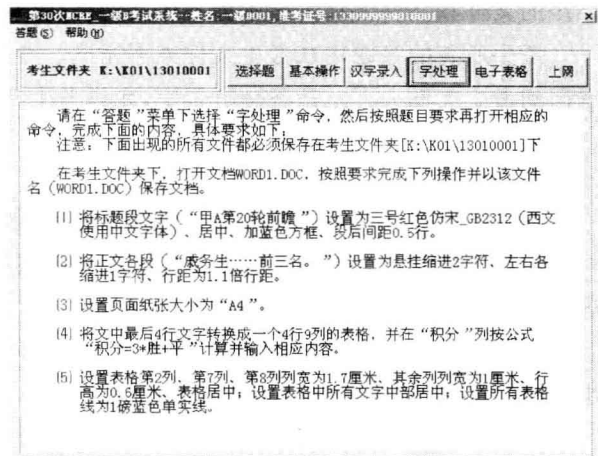 第30次NCRE_一级B考试系统--姓名:一级B001,准考证号:1330999999010001
答题(S) 帮助(H)
考生文件夹 K:\K01\13010001 选择题 基本操作 汉字录入 字处理 电子表格 上网
请在“答题”菜单下选择“字处理”命令，然后按照题目要求再打开相应的
命令，完成下面的内容，具体要求如下：
注意：下面出现的所有文件都必须保存在考生文件夹[K:\K01\13010001]下
在考生文件夹下，打开文档WORD1.DOC，按照要求完成下列操作并以该文件
名（WORD1.DOC）保存文档。
[1] 将标题段文字（“甲A第20轮前瞻”）设置为三号红色仿宋_GB2312（西文
使用中文字体）、居中、加蓝色方框、段后间距0.5行。
[2] 将正文各段（“戚务生……前三名。”）设置为悬挂缩进2字符、左右各
缩进1字符、行距为1.1倍行距。
[3] 设置页面纸张大小为“A4”。
[4] 将文中最后4行文字转换成一个4行9列的表格，并在“积分”列按公式
“积分=3*胜+平”计算并输入相应内容。
[5] 设置表格第2列、第7列、第8列列宽为1.7厘米、其余列列宽为1厘米、行
高为0.6厘米、表格居中；设置表格中所有文字中部居中；设置所有表格
线为1磅蓝色单实线。